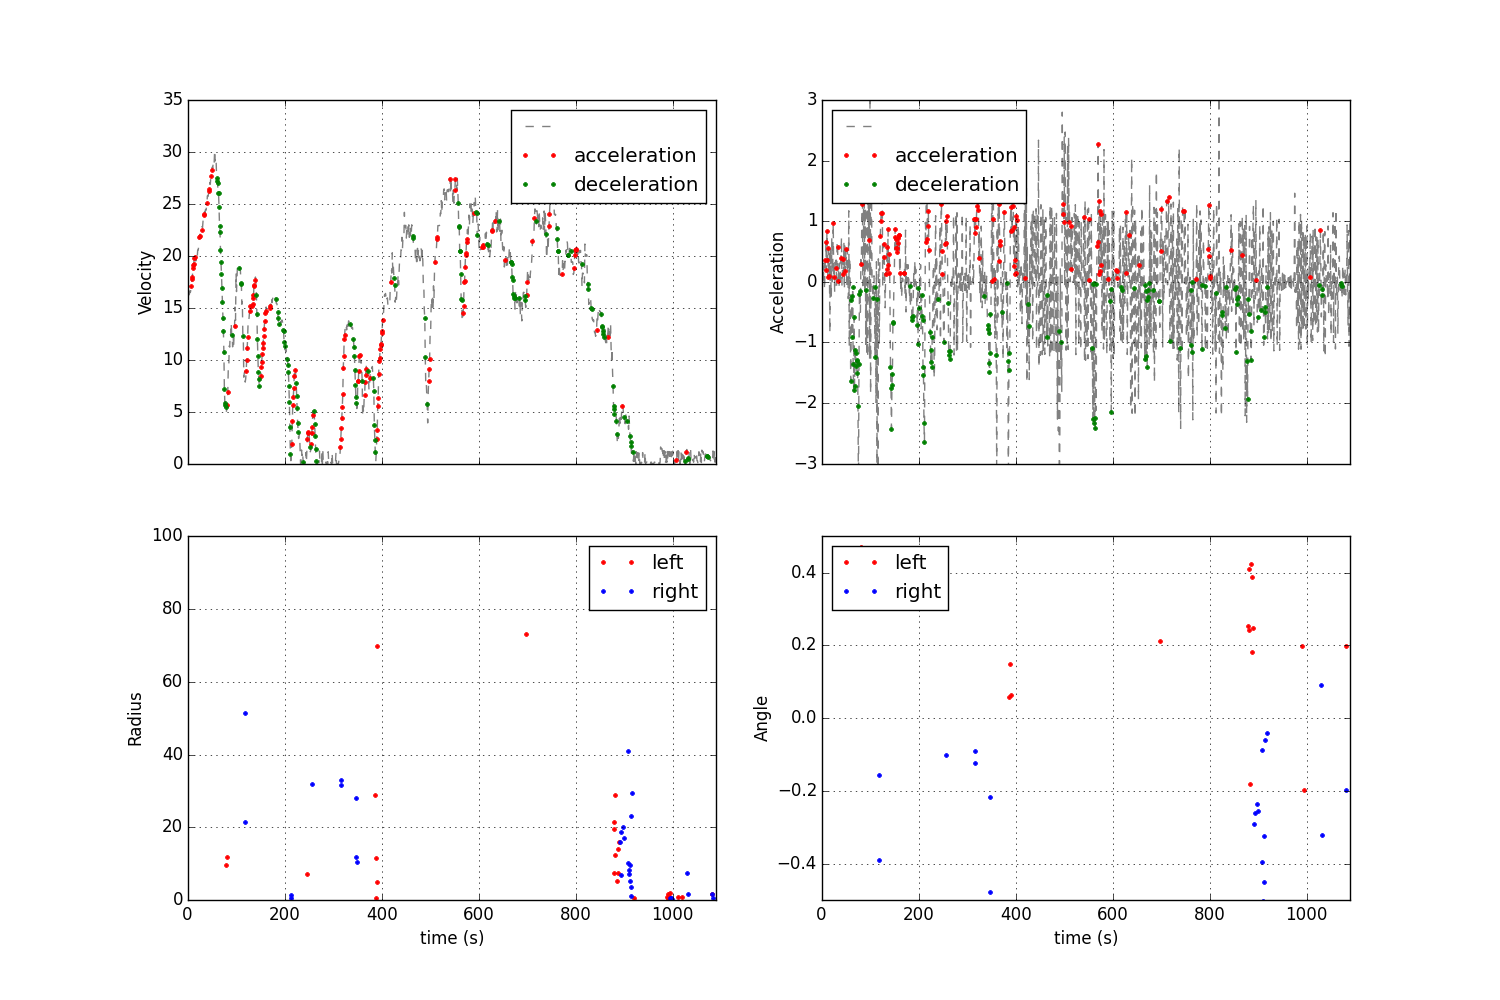 35
30
25
20
15
10
5
0
Velocity
acceleration
deceleration
3
2
1
0
−1
−2
−3
Acceleration
acceleration
deceleration
100
80
60
40
20
0
Radius
left
right
0 200 400 600 800 1000
time (s)
0.4
0.2
0.0
−0.2
−0.4
Angle
left
right
0 200 400 600 800 1000
time (s)